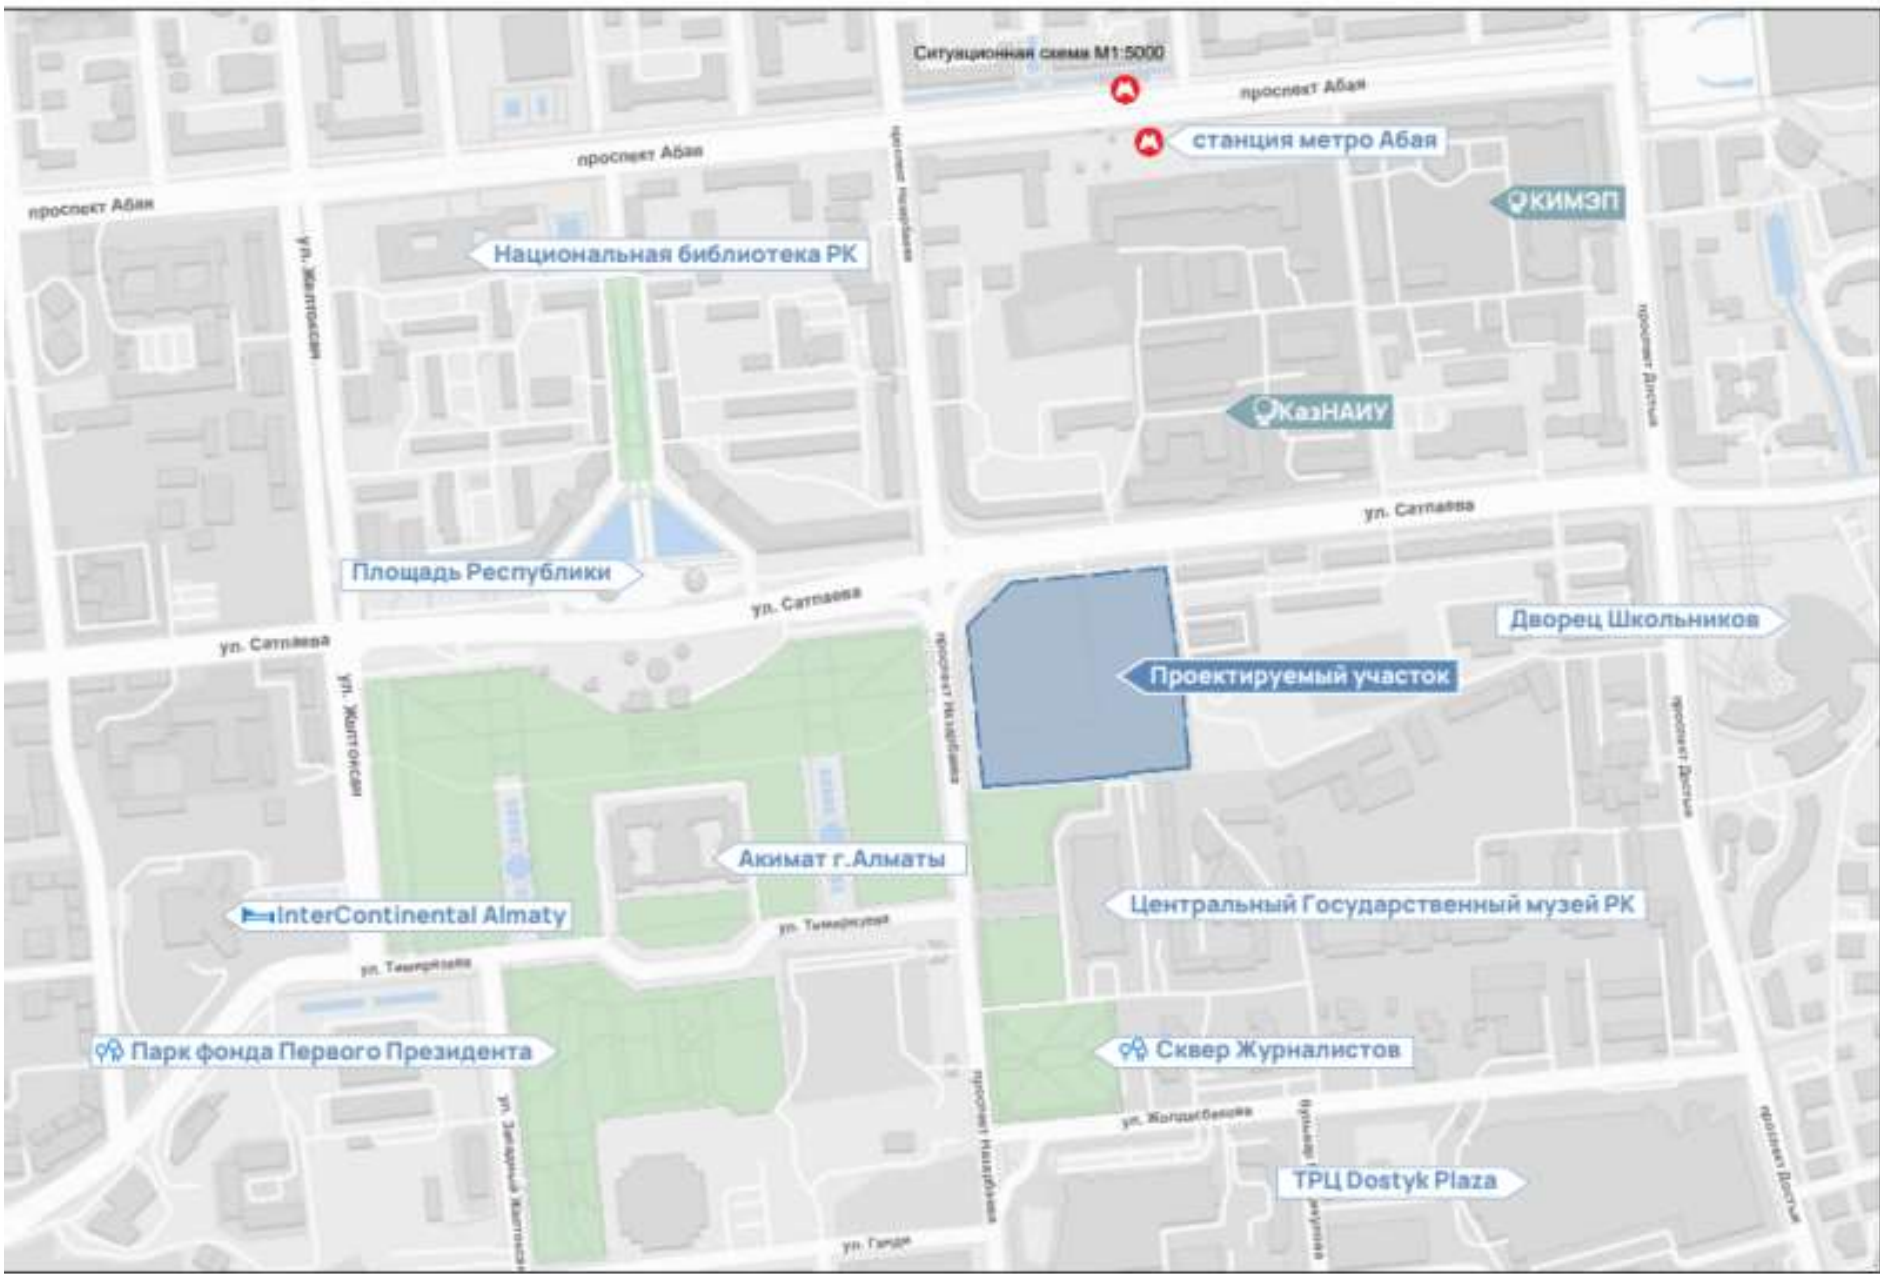 Ситуационная схема М1:5000
проспект Абая
станция метро Абая
проспект Абая
КИМЭП
проспект Абая
Национальная библиотека РК
проспект Назарбаева
ул. Желтоксан
проспект Достык
КазНАИУ
ул. Сатпаева
Площадь Республики
ул. Сатпаева
Дворец Школьников
ул. Сатпаева
Проектируемый участок
ул. Желтоксан
проспект Назарбаева
проспект Достык
Акимат г.Алматы
InterContinental Almaty
Центральный Государственный музей РК
ул. Тимирязева
ул. Тимирязева
Парк фонда Первого Президента
Сквер Журналистов
ул. Жолдасбекова
проспект Назарбаева
проспект Достык
ТРЦ Dostyk Plaza
ул. Ганди